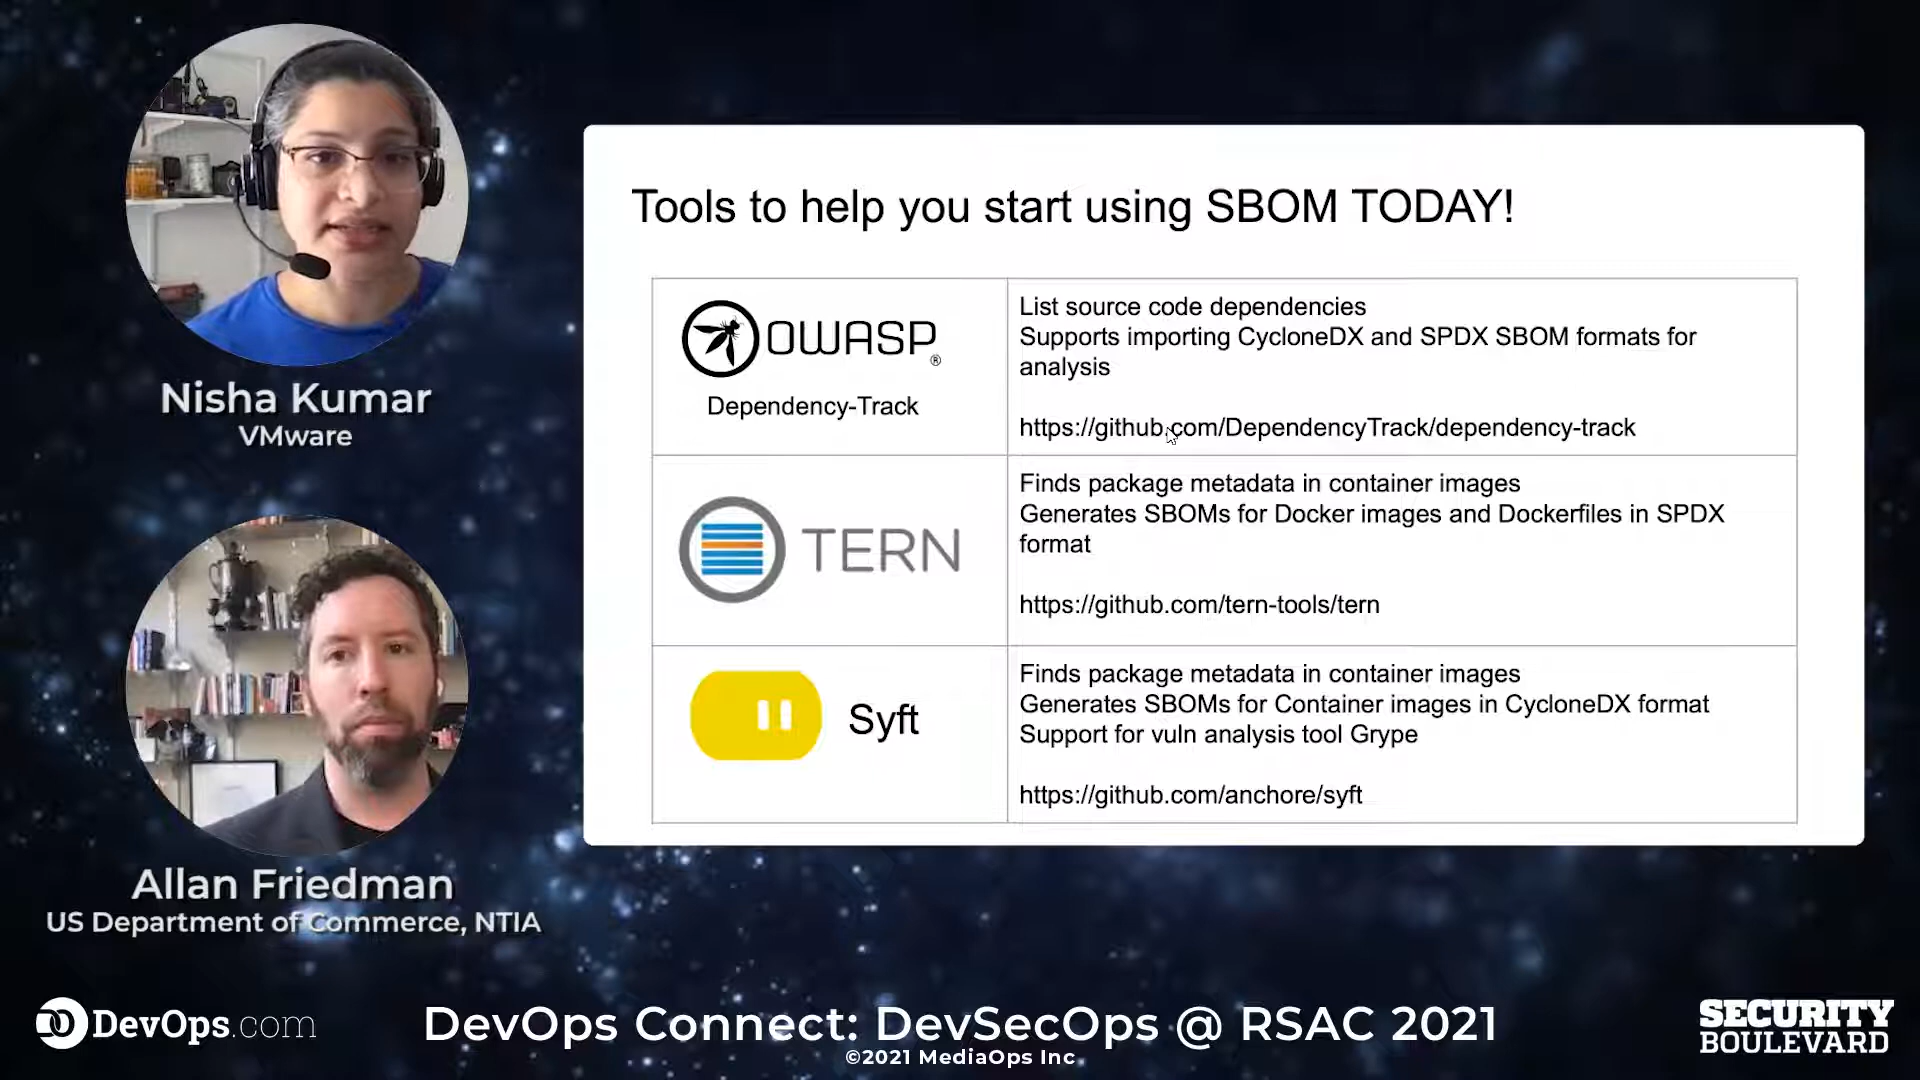 Nisha Kumar
VMware
Allan Friedman
US Department of Commerce, NTIA
Tools to help you start using SBOM TODAY!
OWASP®
Dependency-Track
List source code dependencies
Supports importing CycloneDX and SPDX SBOM formats for
analysis
https://github.com/DependencyTrack/dependency-track
TERN
Finds package metadata in container images
Generates SBOMs for Docker images and Dockerfiles in SPDX
format
https://github.com/tern-tools/tern
Syft
Finds package metadata in container images
Generates SBOMs for Container images in CycloneDX format
Support for vuln analysis tool Grype
https://github.com/anchore/syft
DevOps.com
DevOps Connect: DevSecOps @ RSAC 2021
©2021 MediaOps Inc
SECURITY
BOULEVARD